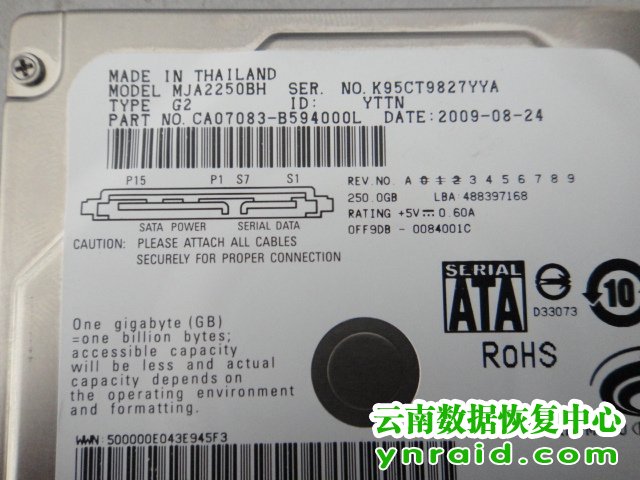 MADE IN THAILAND
MODEL MJA2250BH SER. NO. K95CT9827YYA
TYPE G2 ID: YTTN
PART NO. CA07083-B594000L DATE: 2009-08-24
P15 P1 S7 S1
SATA POWER SERIAL DATA
REV. NO. A 0 1 2 3 4 5 6 7 8 9
250.0GB LBA: 488397168
RATING +5V⎓ 0.60A
0FF9DB - 0084001C
CAUTION: PLEASE ATTACH ALL CABLES
SECURELY FOR PROPER CONNECTION
SERIAL
ATA
D33073
10
RoHS
One gigabyte (GB)
=one billion bytes;
accessible capacity
will be less and actual
capacity depends on
the operating environment
and formatting.
WWN: 500000E043E945F3
云南数据恢复中心
ynraid.com